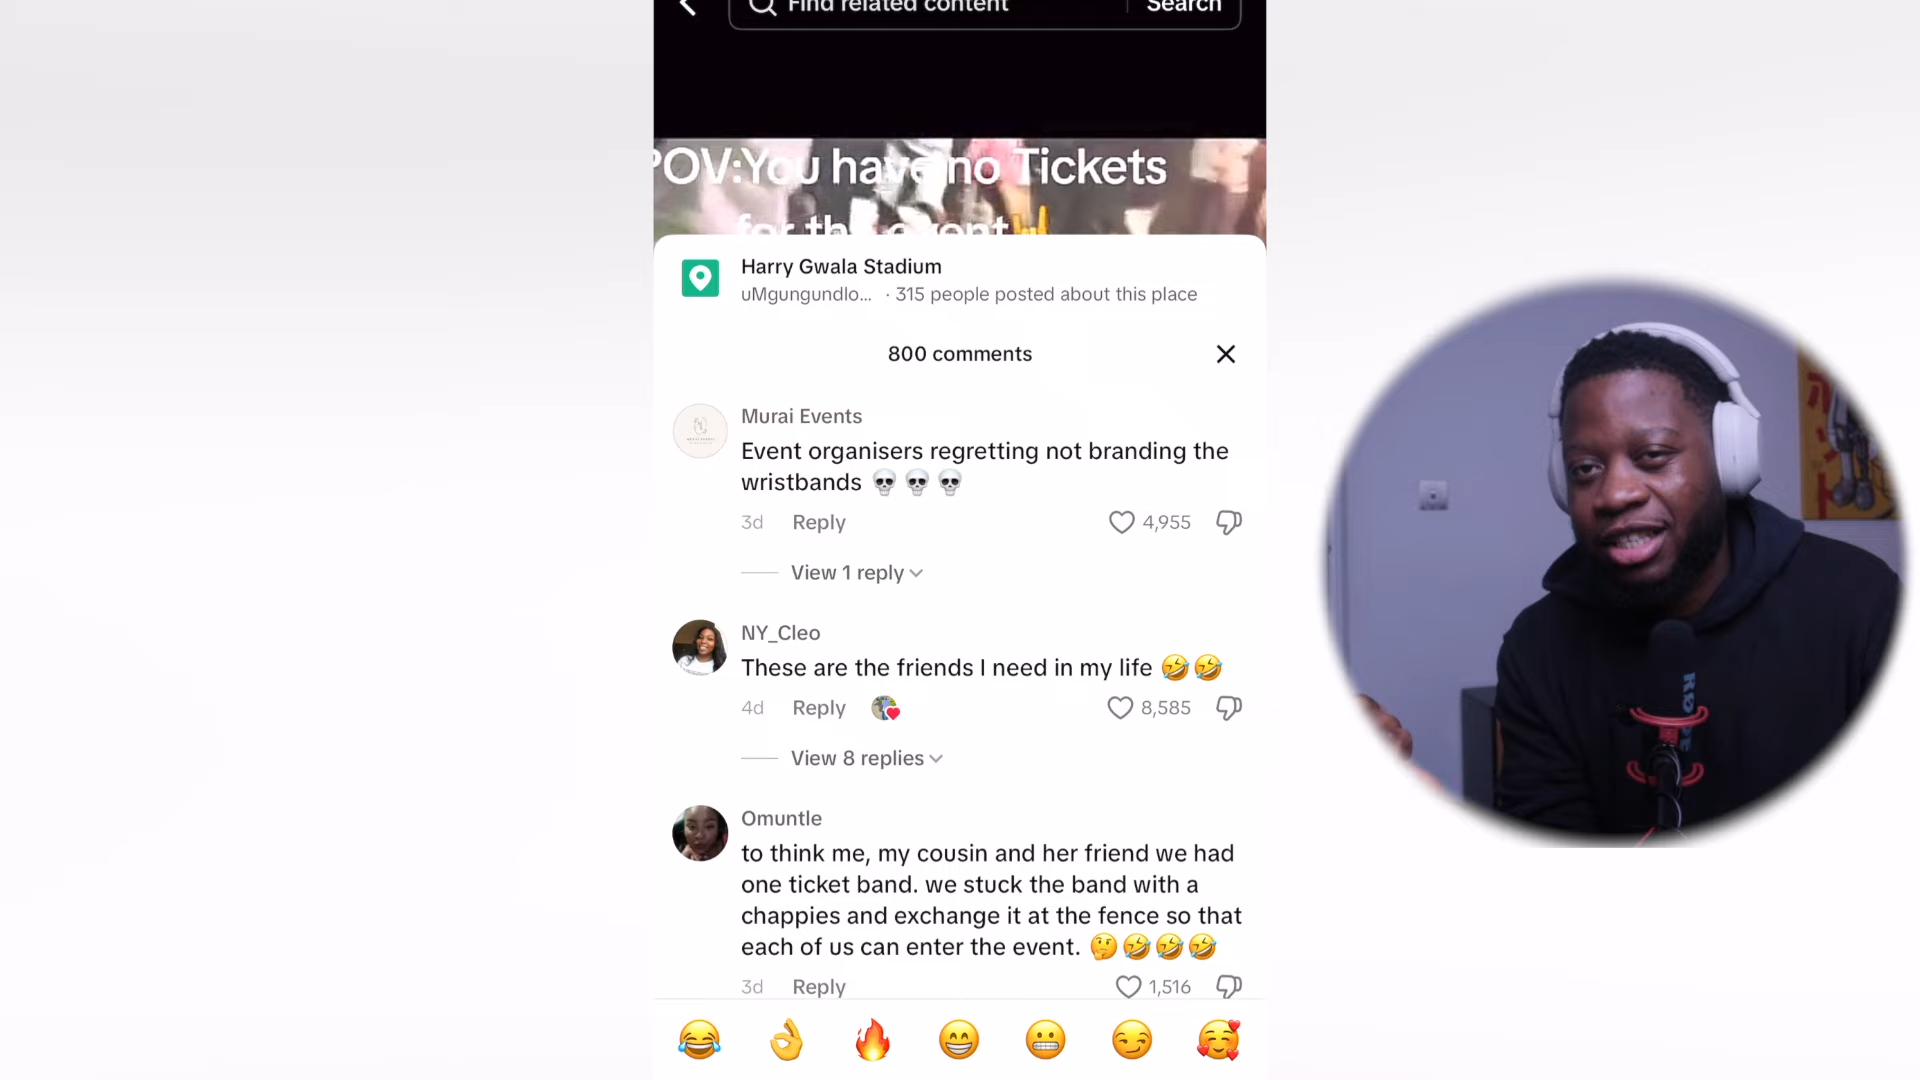 Find related content
Search
POV:You have no Tickets
for the event
Harry Gwala Stadium
uMgungundlo... · 315 people posted about this place
800 comments
Murai Events
Event organisers regretting not branding the
wristbands 💀💀💀
3d Reply 4,955
View 1 reply
NY_Cleo
These are the friends I need in my life 🤣🤣
4d Reply 8,585
View 8 replies
Omuntle
to think me, my cousin and her friend we had
one ticket band. we stuck the band with a
chappies and exchange it at the fence so that
each of us can enter the event. 🤔🤣🤣🤣
3d Reply 1,516